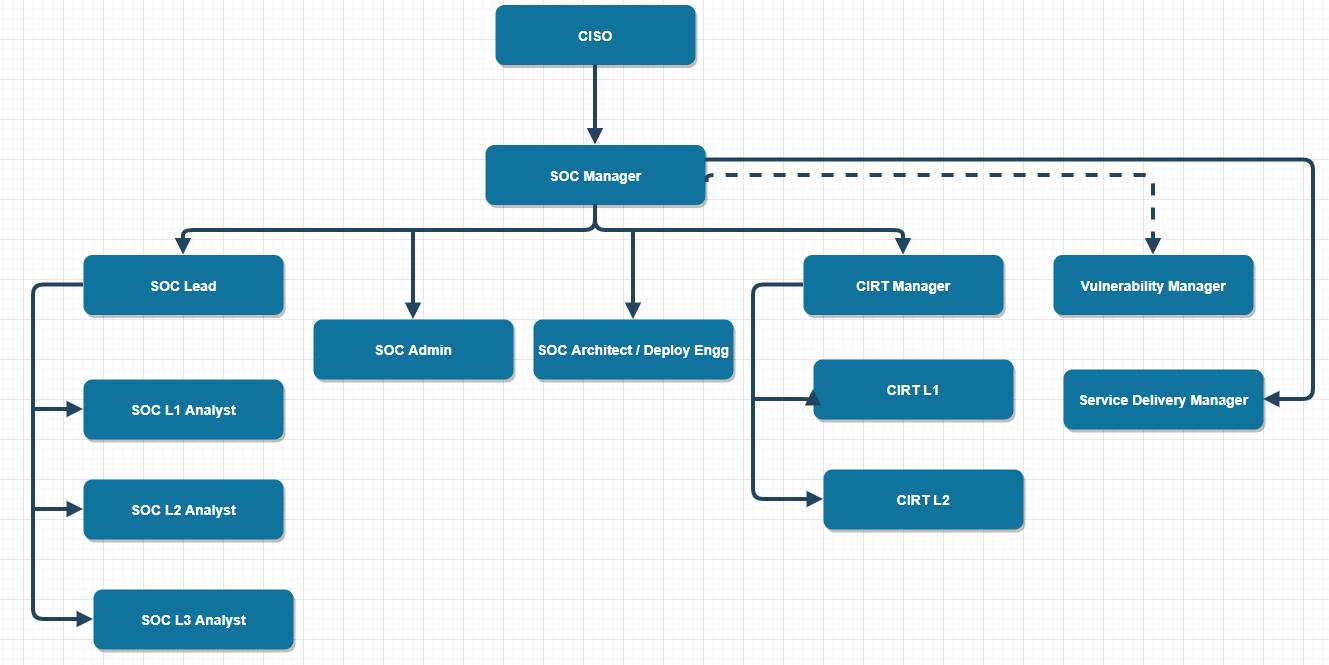 CISO
SOC Manager
SOC Lead
CIRT Manager
Vulnerability Manager
SOC Admin
SOC Architect / Deploy Engg
CIRT L1
Service Delivery Manager
SOC L1 Analyst
CIRT L2
SOC L2 Analyst
SOC L3 Analyst